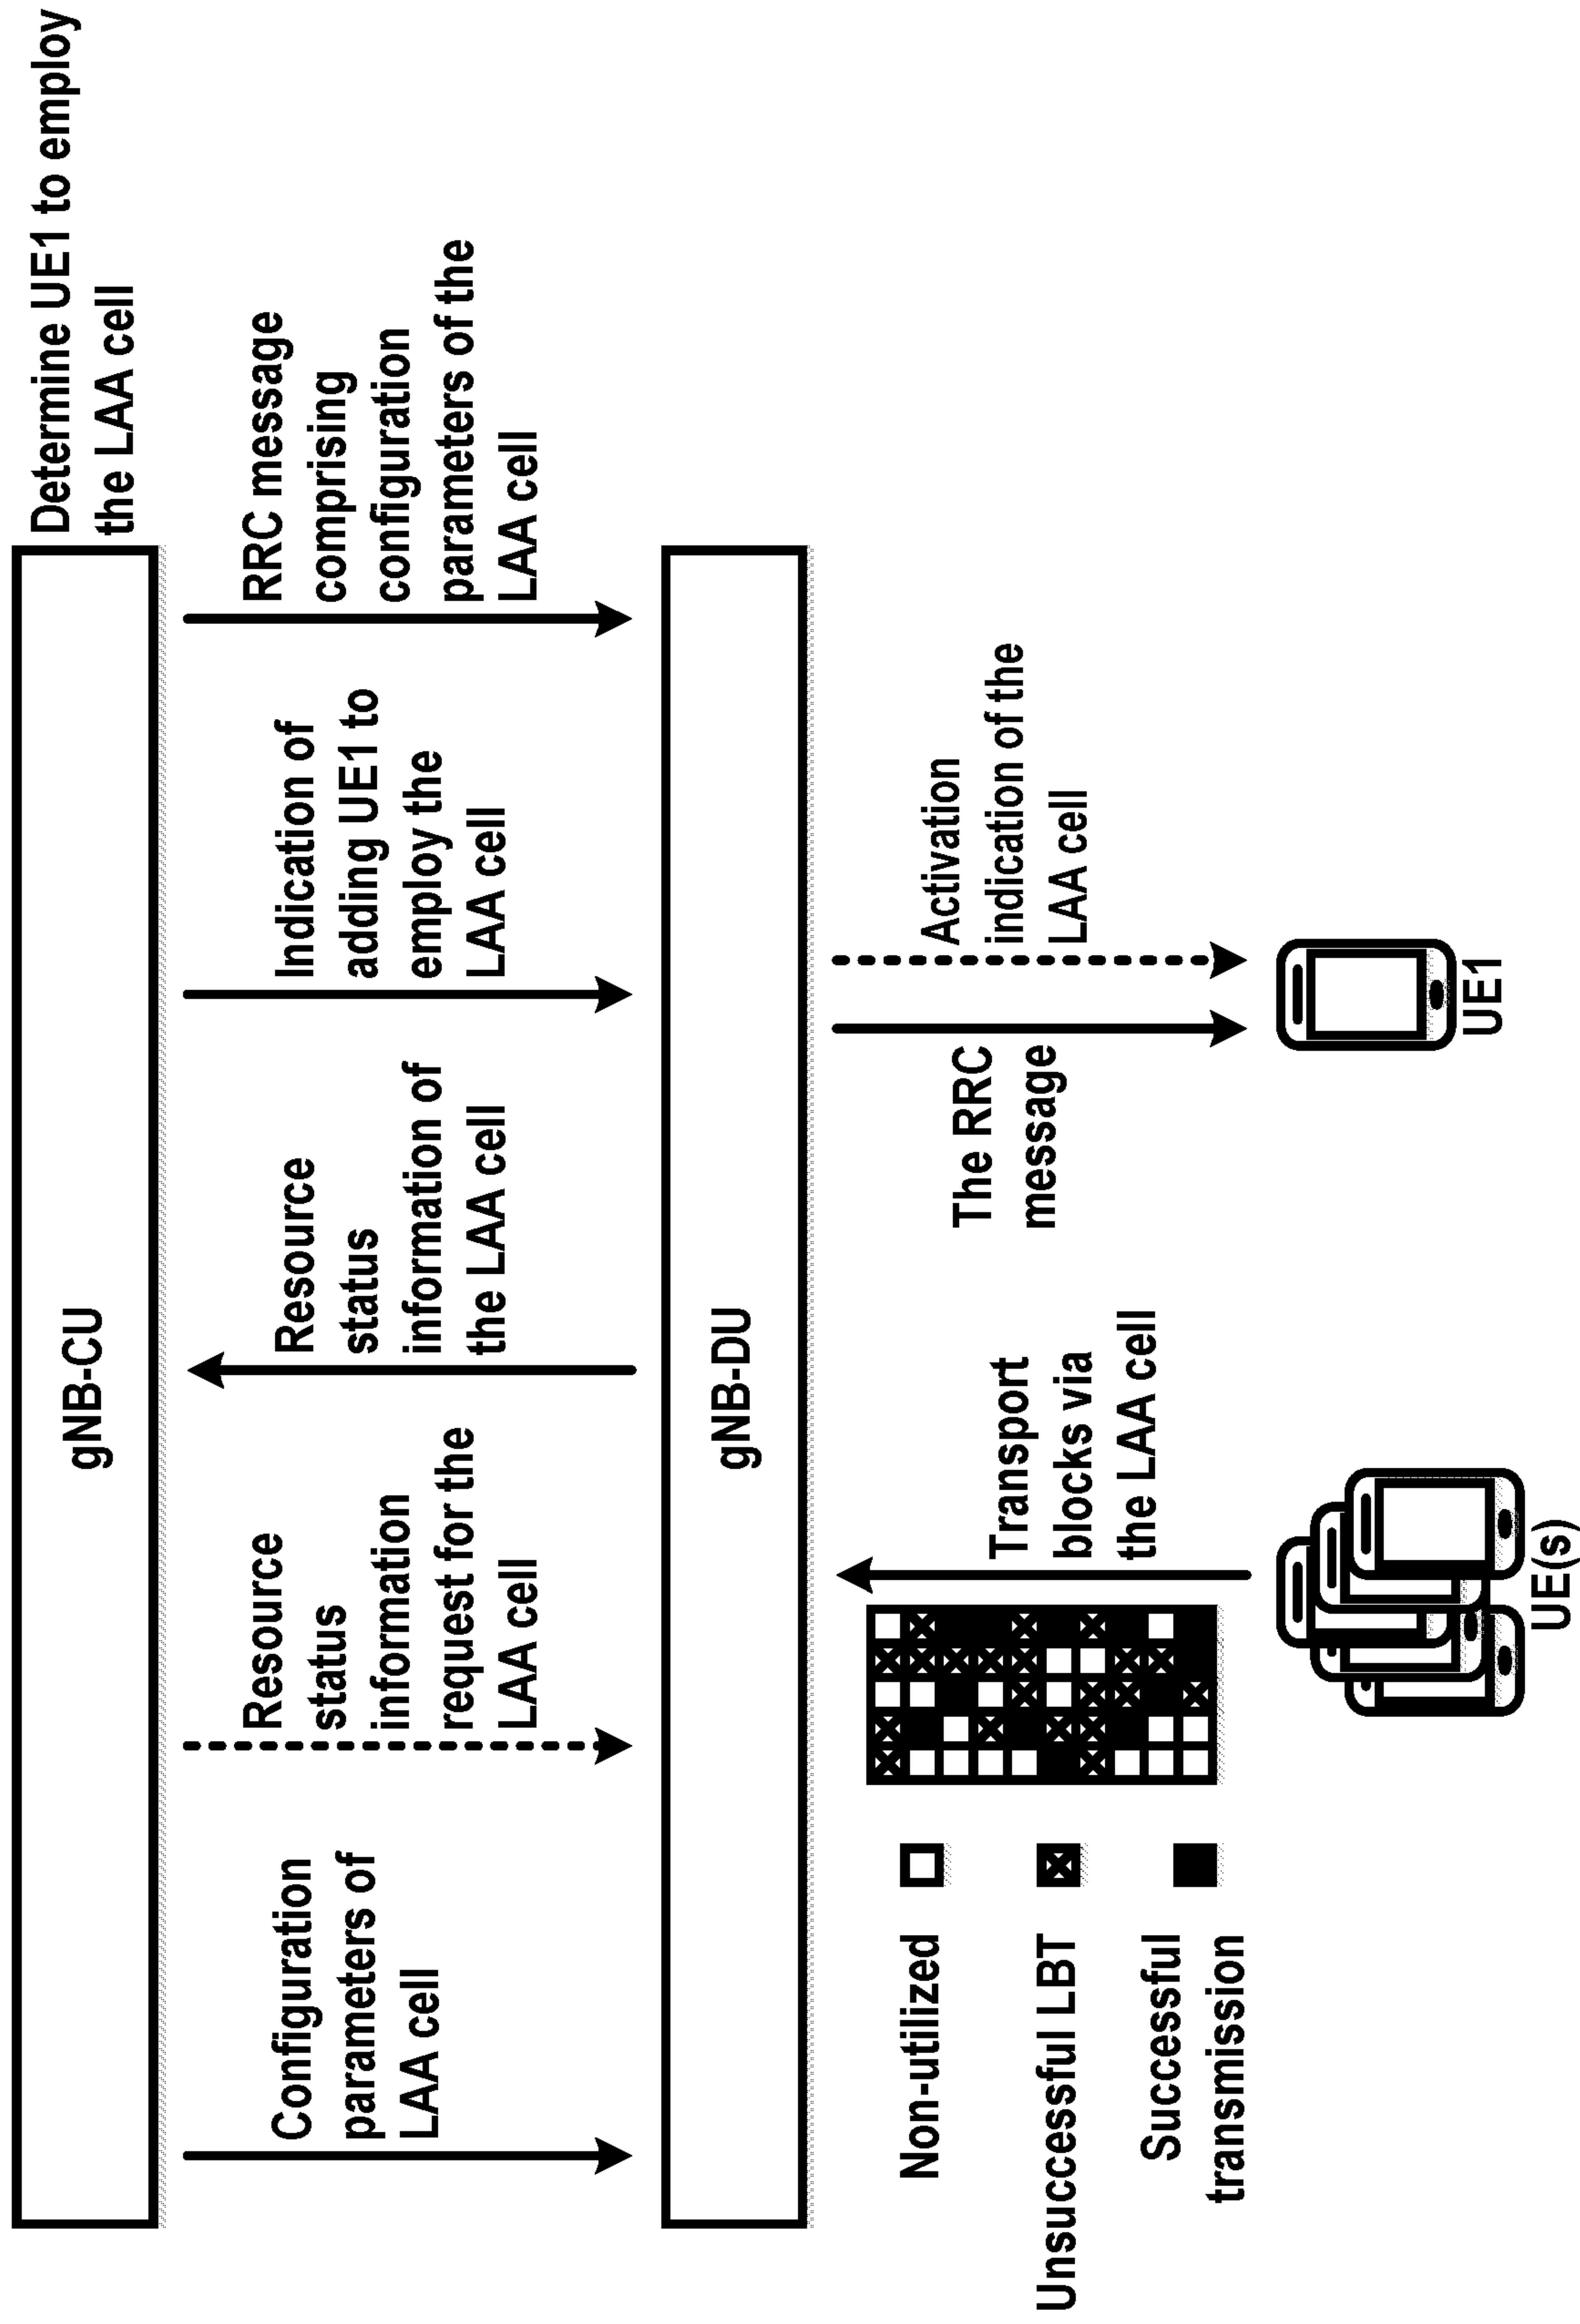 Determine UE1 to employ
the LAA cell
gNB-CU
Configuration
parameters of
LAA cell
Resource
status
information
request for the
LAA cell
Resource
status
information of
the LAA cell
Indication of
adding UE1 to
employ the
LAA cell
RRC message
comprising
configuration
parameters of the
LAA cell
gNB-DU
Non-utilized
Unsuccessful LBT
Successful
transmission
Transport
blocks via
the LAA cell
The RRC
message
Activation
indication of the
LAA cell
UE(s)
UE1